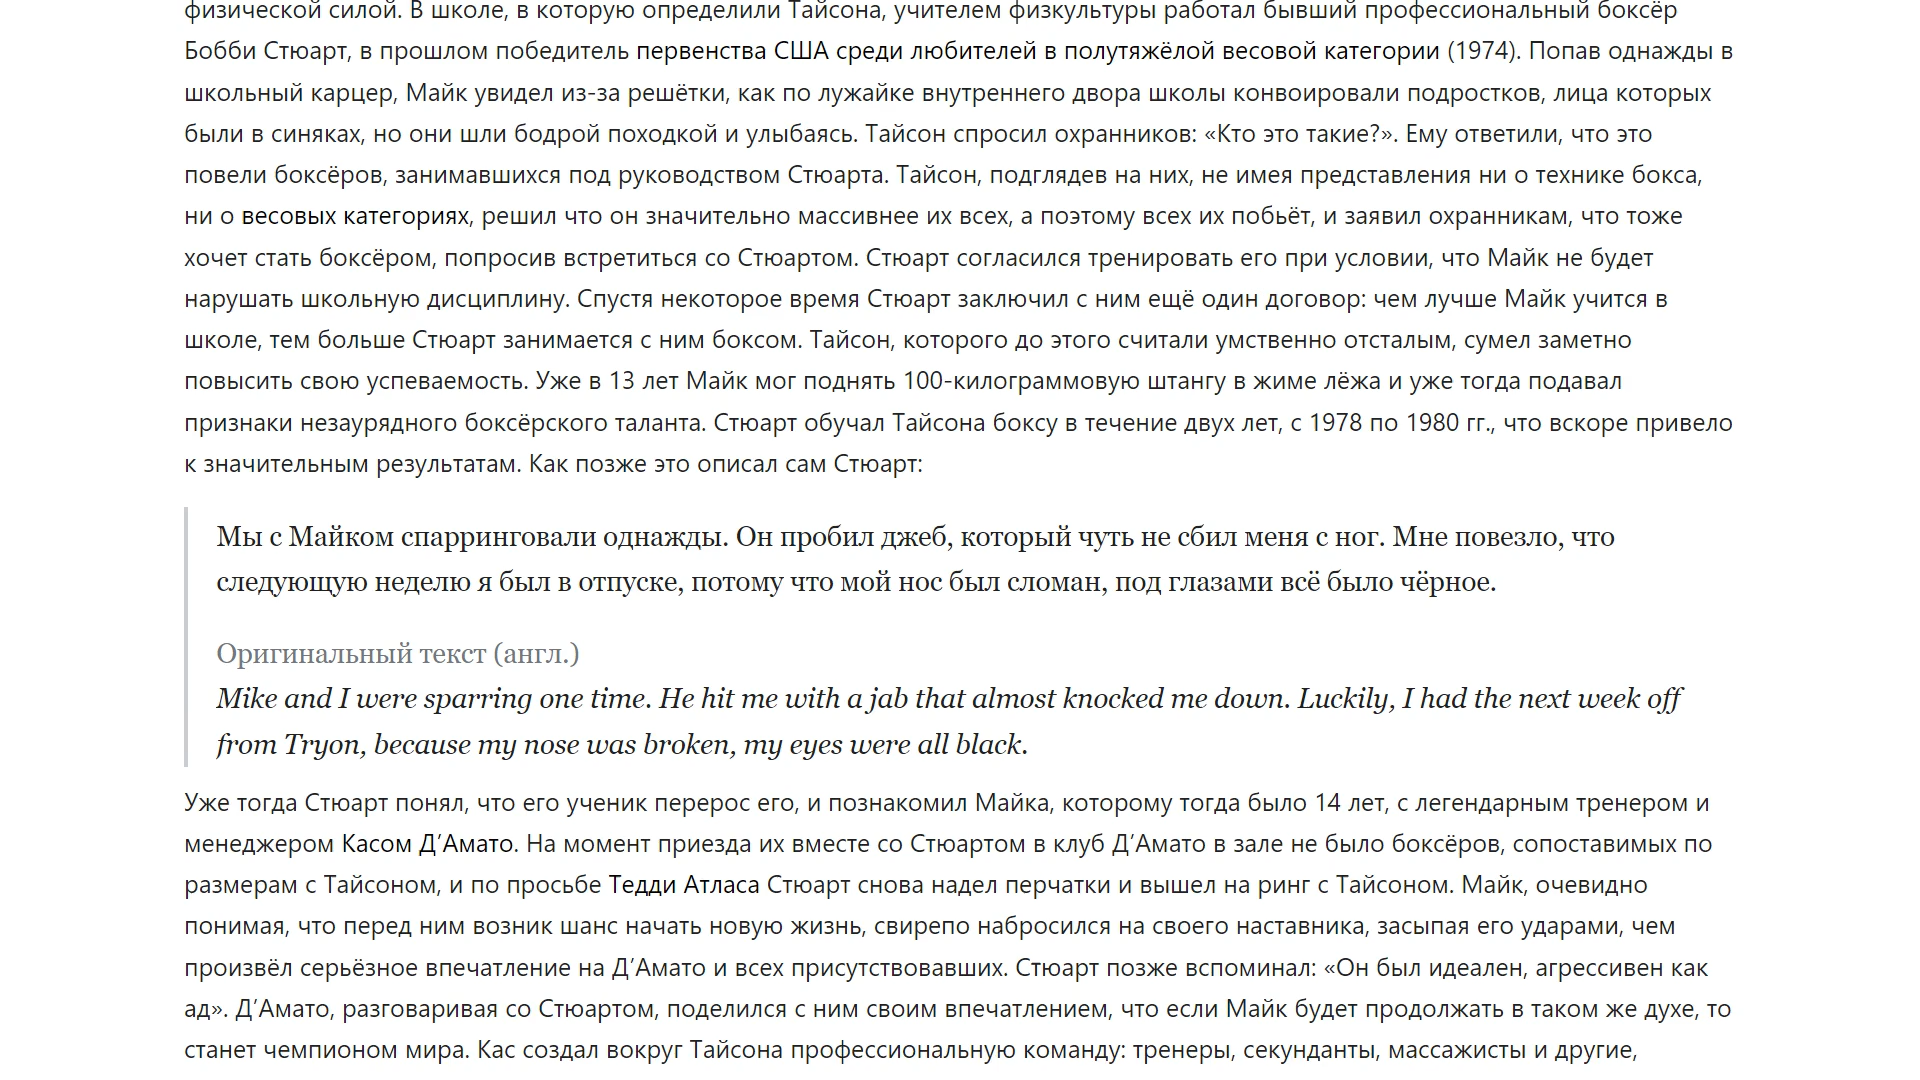 физической силой. В школе, в которую определили Тайсона, учителем физкультуры работал бывший профессиональный боксёр
Бобби Стюарт, в прошлом победитель первенства США среди любителей в полутяжёлой весовой категории (1974). Попав однажды в
школьный карцер, Майк увидел из-за решётки, как по лужайке внутреннего двора школы конвоировали подростков, лица которых
были в синяках, но они шли бодрой походкой и улыбаясь. Тайсон спросил охранников: «Кто это такие?». Ему ответили, что это
повели боксёров, занимавшихся под руководством Стюарта. Тайсон, подглядев на них, не имея представления ни о технике бокса,
ни о весовых категориях, решил что он значительно массивнее их всех, а поэтому всех их побьёт, и заявил охранникам, что тоже
хочет стать боксёром, попросив встретиться со Стюартом. Стюарт согласился тренировать его при условии, что Майк не будет
нарушать школьную дисциплину. Спустя некоторое время Стюарт заключил с ним ещё один договор: чем лучше Майк учится в
школе, тем больше Стюарт занимается с ним боксом. Тайсон, которого до этого считали умственно отсталым, сумел заметно
повысить свою успеваемость. Уже в 13 лет Майк мог поднять 100-килограммовую штангу в жиме лёжа и уже тогда подавал
признаки незаурядного боксёрского таланта. Стюарт обучал Тайсона боксу в течение двух лет, с 1978 по 1980 гг., что вскоре привело
к значительным результатам. Как позже это описал сам Стюарт:
Мы с Майком спарринговали однажды. Он пробил джеб, который чуть не сбил меня с ног. Мне повезло, что
следующую неделю я был в отпуске, потому что мой нос был сломан, под глазами всё было чёрное.
Оригинальный текст (англ.)
Mike and I were sparring one time. He hit me with a jab that almost knocked me down. Luckily, I had the next week off
from Tryon, because my nose was broken, my eyes were all black.
Уже тогда Стюарт понял, что его ученик перерос его, и познакомил Майка, которому тогда было 14 лет, с легендарным тренером и
менеджером Касом Д’Амато. На момент приезда их вместе со Стюартом в клуб Д’Амато в зале не было боксёров, сопоставимых по
размерам с Тайсоном, и по просьбе Тедди Атласа Стюарт снова надел перчатки и вышел на ринг с Тайсоном. Майк, очевидно
понимая, что перед ним возник шанс начать новую жизнь, свирепо набросился на своего наставника, засыпая его ударами, чем
произвёл серьёзное впечатление на Д’Амато и всех присутствовавших. Стюарт позже вспоминал: «Он был идеален, агрессивен как
ад». Д’Амато, разговаривая со Стюартом, поделился с ним своим впечатлением, что если Майк будет продолжать в таком же духе, то
станет чемпионом мира. Кас создал вокруг Тайсона профессиональную команду: тренеры, секунданты, массажисты и другие,